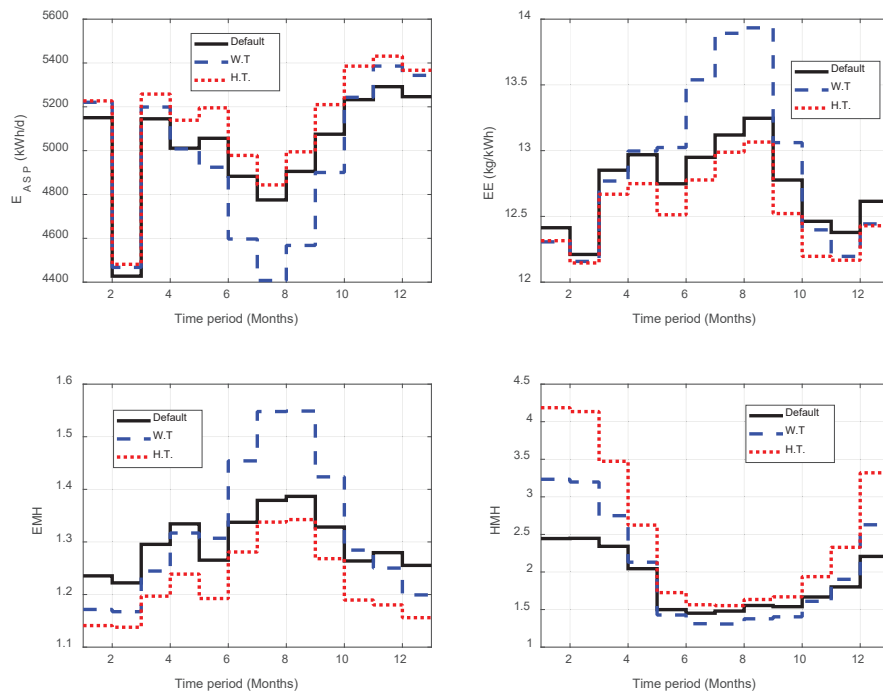 5600
5400
5200
5000
4800
4600
4400
E A S P (kWh/d)
Default
W.T
H.T.
2 4 6 8 10 12
Time period (Months)
14
13.5
13
12.5
12
EE (kg/kWh)
Default
W.T
H.T.
2 4 6 8 10 12
Time period (Months)
1.6
1.5
1.4
1.3
1.2
1.1
EMH
Default
W.T
H.T.
2 4 6 8 10 12
Time period (Months)
4.5
4
3.5
3
2.5
2
1.5
1
HMH
Default
W.T
H.T.
2 4 6 8 10 12
Time period (Months)